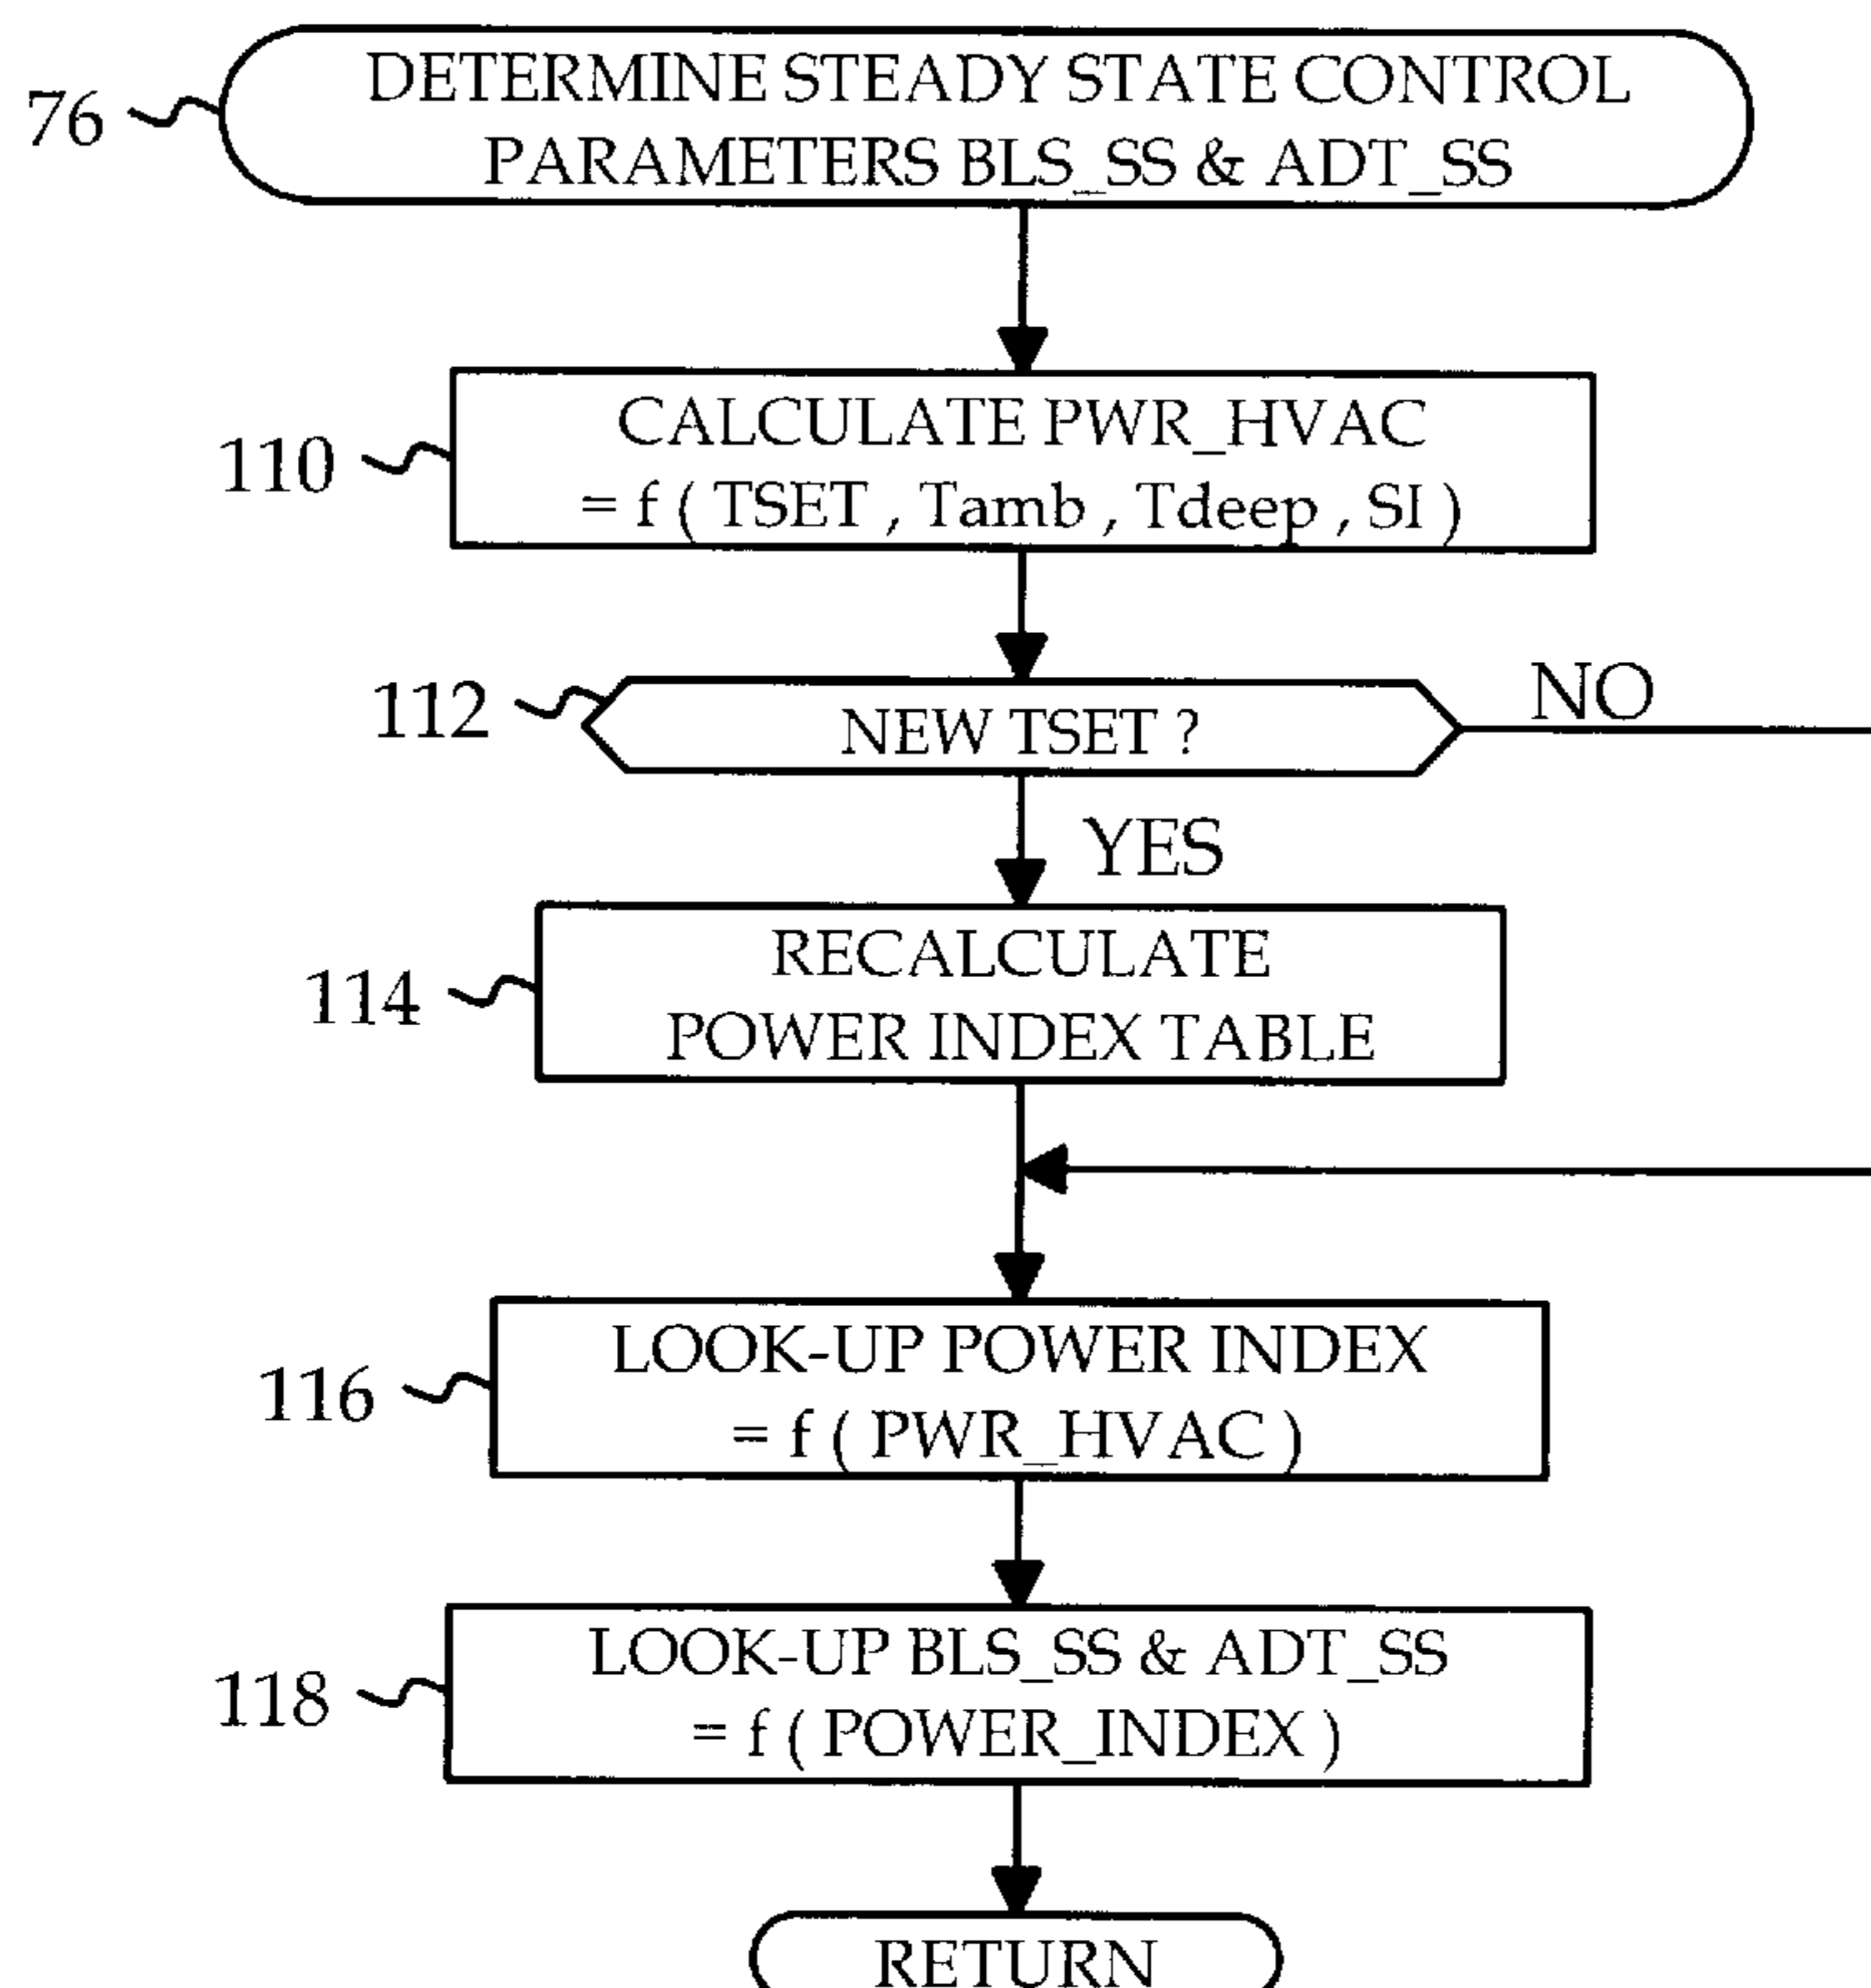 76
DETERMINE STEADY STATE CONTROL
PARAMETERS BLS_SS & ADT_SS
110
CALCULATE PWR_HVAC
= f ( TSET , Tamb , Tdeep , SI )
112
NEW TSET ?
NO
YES
114
RECALCULATE
POWER INDEX TABLE
116
LOOK-UP POWER INDEX
= f ( PWR_HVAC )
118
LOOK-UP BLS_SS & ADT_SS
= f ( POWER_INDEX )
RETURN